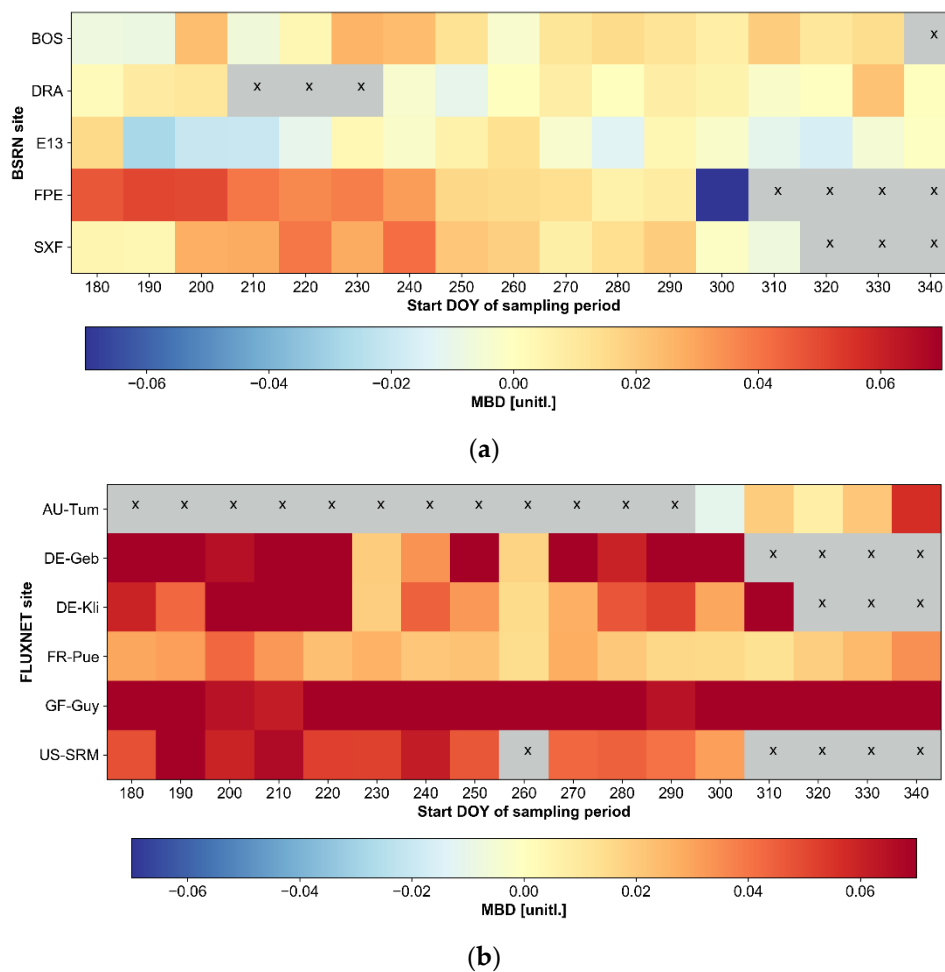 BOS x
DRA x x x
BSRN site
E13
FPE x x x x
SXF x x x
180 190 200 210 220 230 240 250 260 270 280 290 300 310 320 330 340
Start DOY of sampling period
−0.06 −0.04 −0.02 0.00 0.02 0.04 0.06
MBD [unitl.]
(a)
AU-Tum x x x x x x x x x x x x
DE-Geb x x x x
DE-Kli x x x
FLUXNET site
FR-Pue
GF-Guy
US-SRM x x x x x
180 190 200 210 220 230 240 250 260 270 280 290 300 310 320 330 340
Start DOY of sampling period
−0.06 −0.04 −0.02 0.00 0.02 0.04 0.06
MBD [unitl.]
(b)